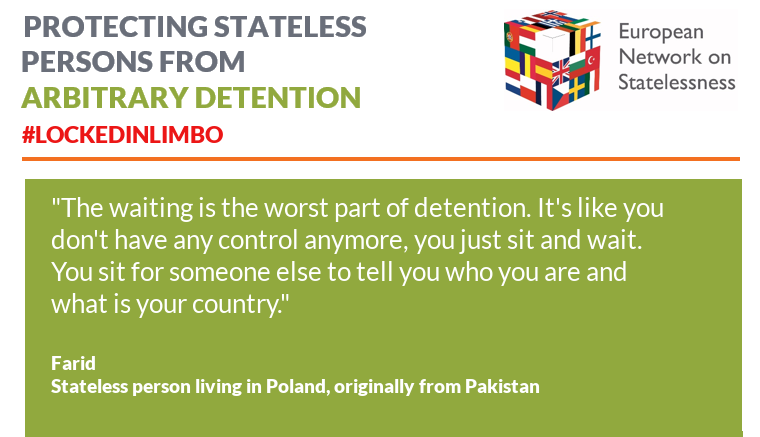 PROTECTING STATELESS
PERSONS FROM
ARBITRARY DETENTION
#LOCKEDINLIMBO
European
Network on
Statelessness
"The waiting is the worst part of detention. It's like you
don't have any control anymore, you just sit and wait.
You sit for someone else to tell you who you are and
what is your country."
Farid
Stateless person living in Poland, originally from Pakistan